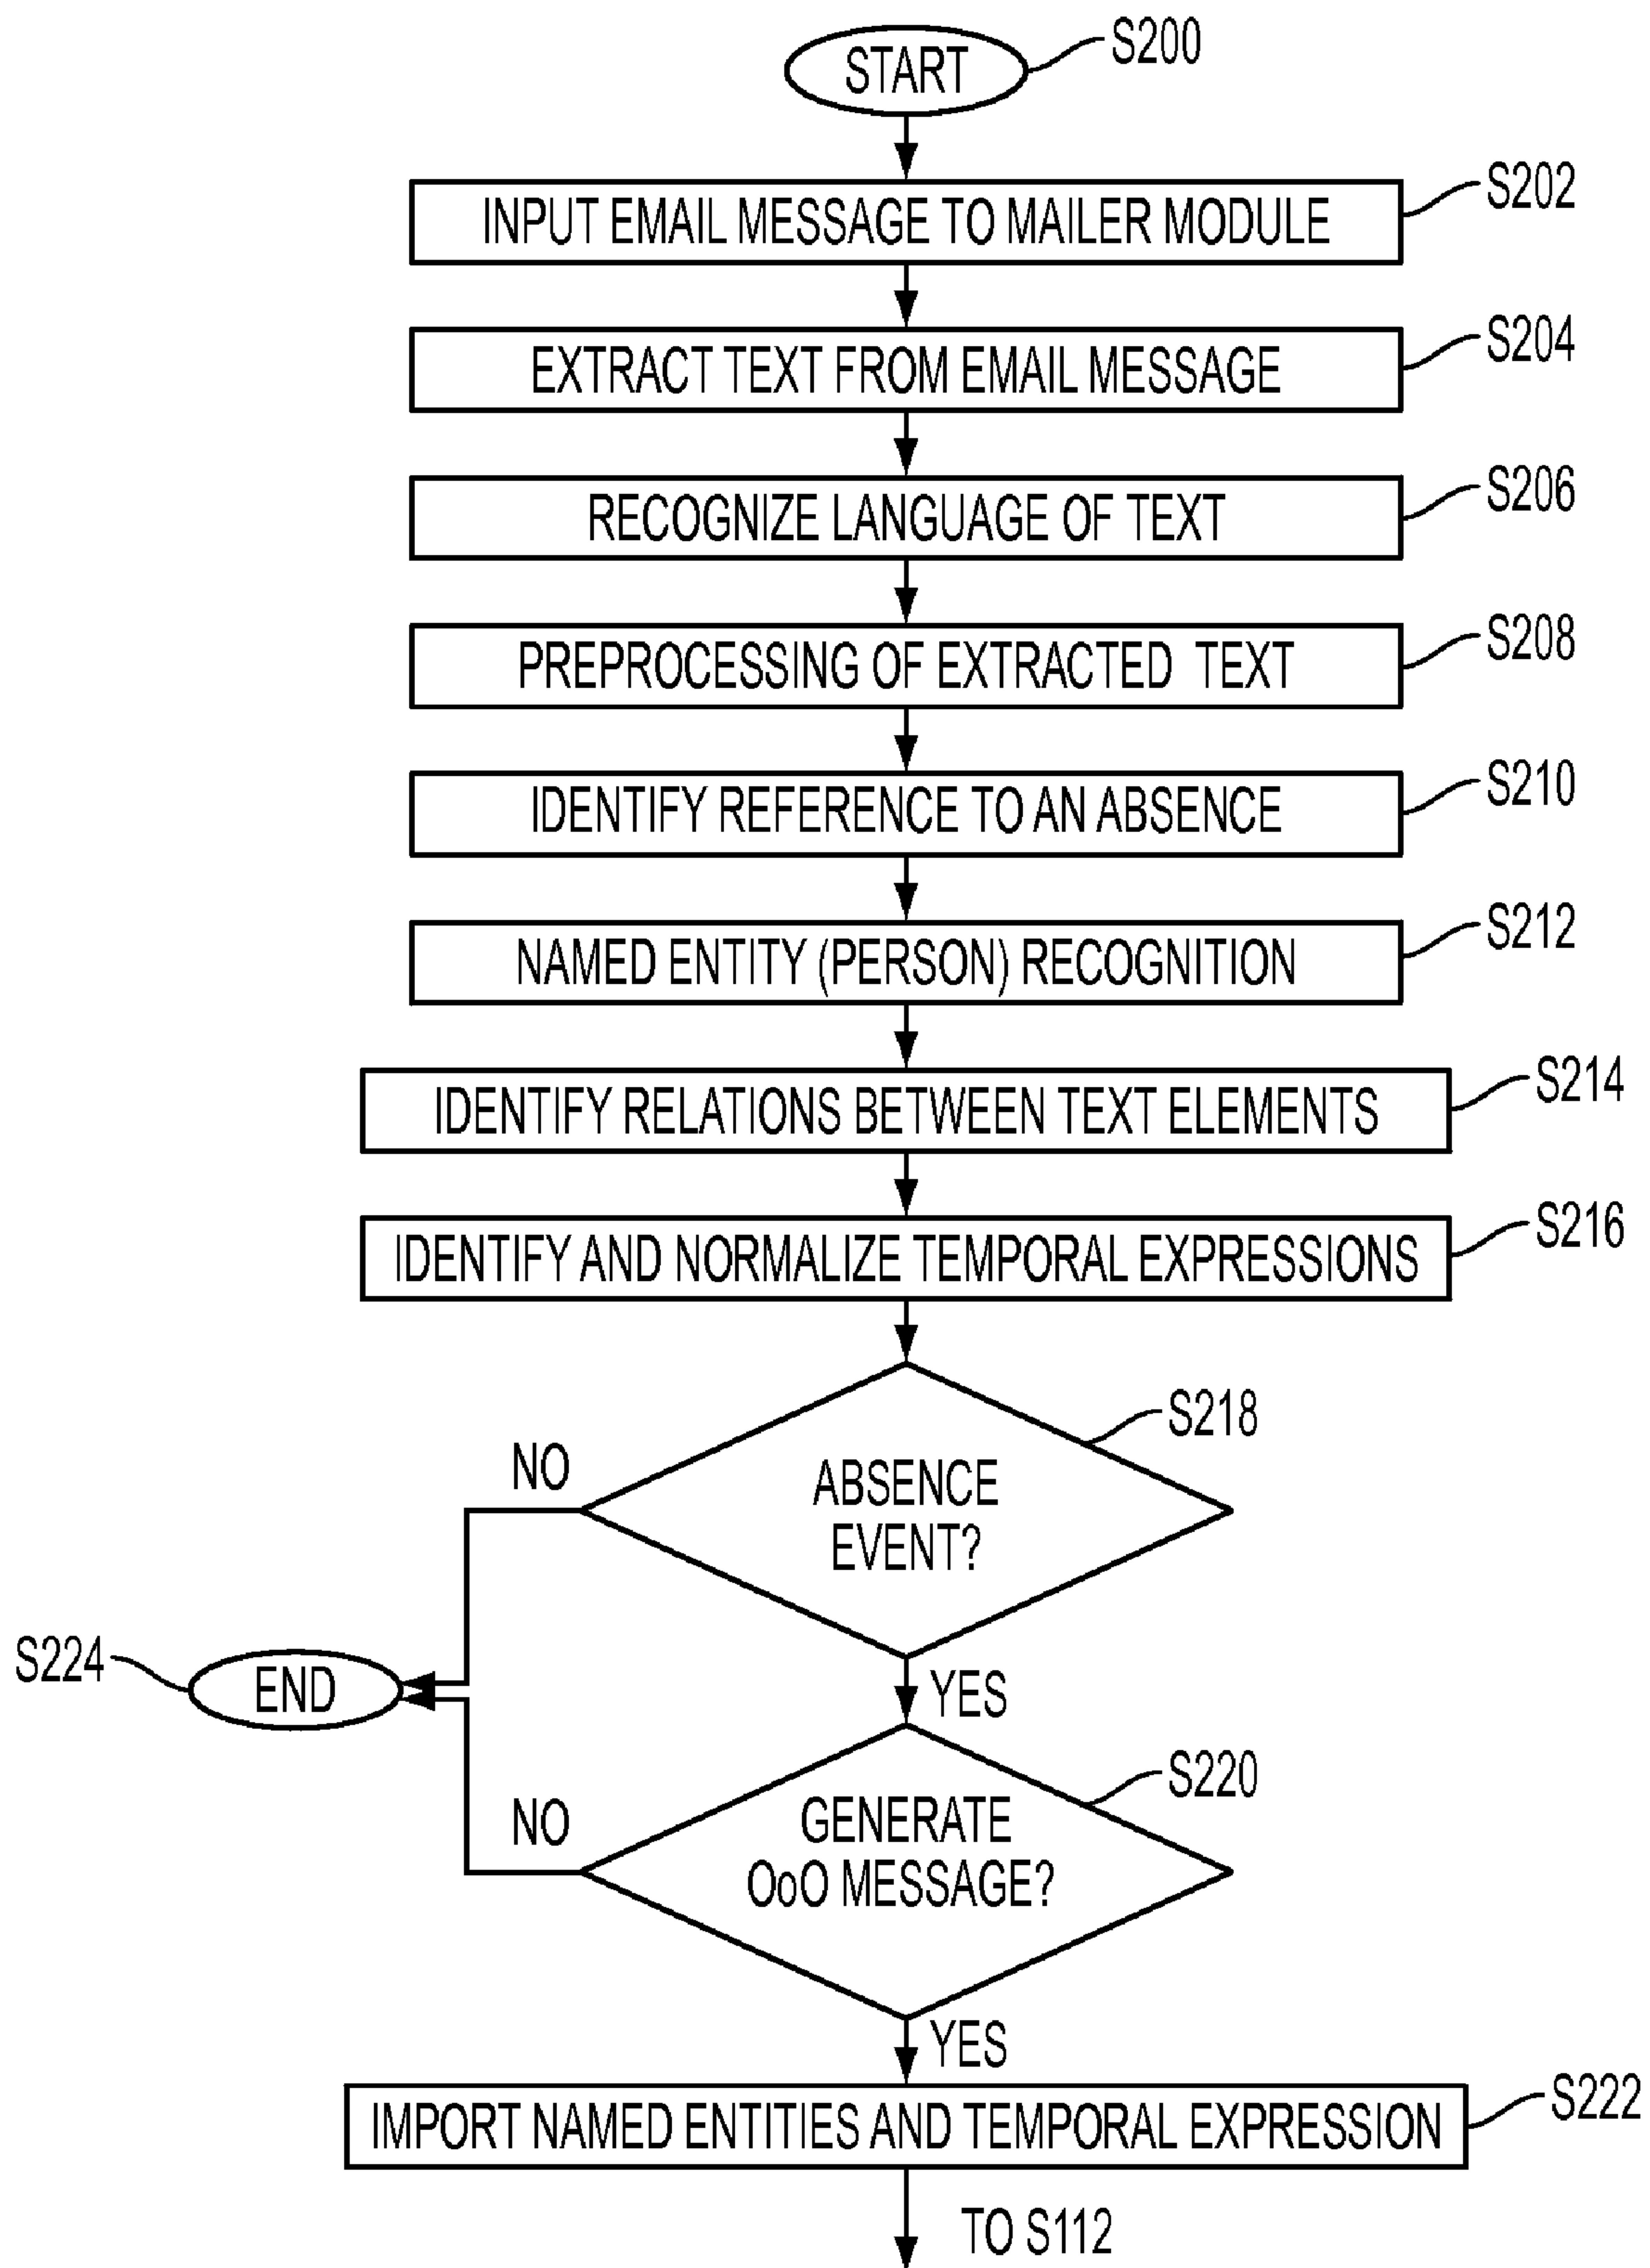 START
S200
INPUT EMAIL MESSAGE TO MAILER MODULE
S202
EXTRACT TEXT FROM EMAIL MESSAGE
S204
RECOGNIZE LANGUAGE OF TEXT
S206
PREPROCESSING OF EXTRACTED TEXT
S208
IDENTIFY REFERENCE TO AN ABSENCE
S210
NAMED ENTITY (PERSON) RECOGNITION
S212
IDENTIFY RELATIONS BETWEEN TEXT ELEMENTS
S214
IDENTIFY AND NORMALIZE TEMPORAL EXPRESSIONS
S216
S218
NO
ABSENCE
EVENT?
S224
END
YES
S220
NO
GENERATE
OoO MESSAGE?
YES
IMPORT NAMED ENTITIES AND TEMPORAL EXPRESSION
S222
TO S112